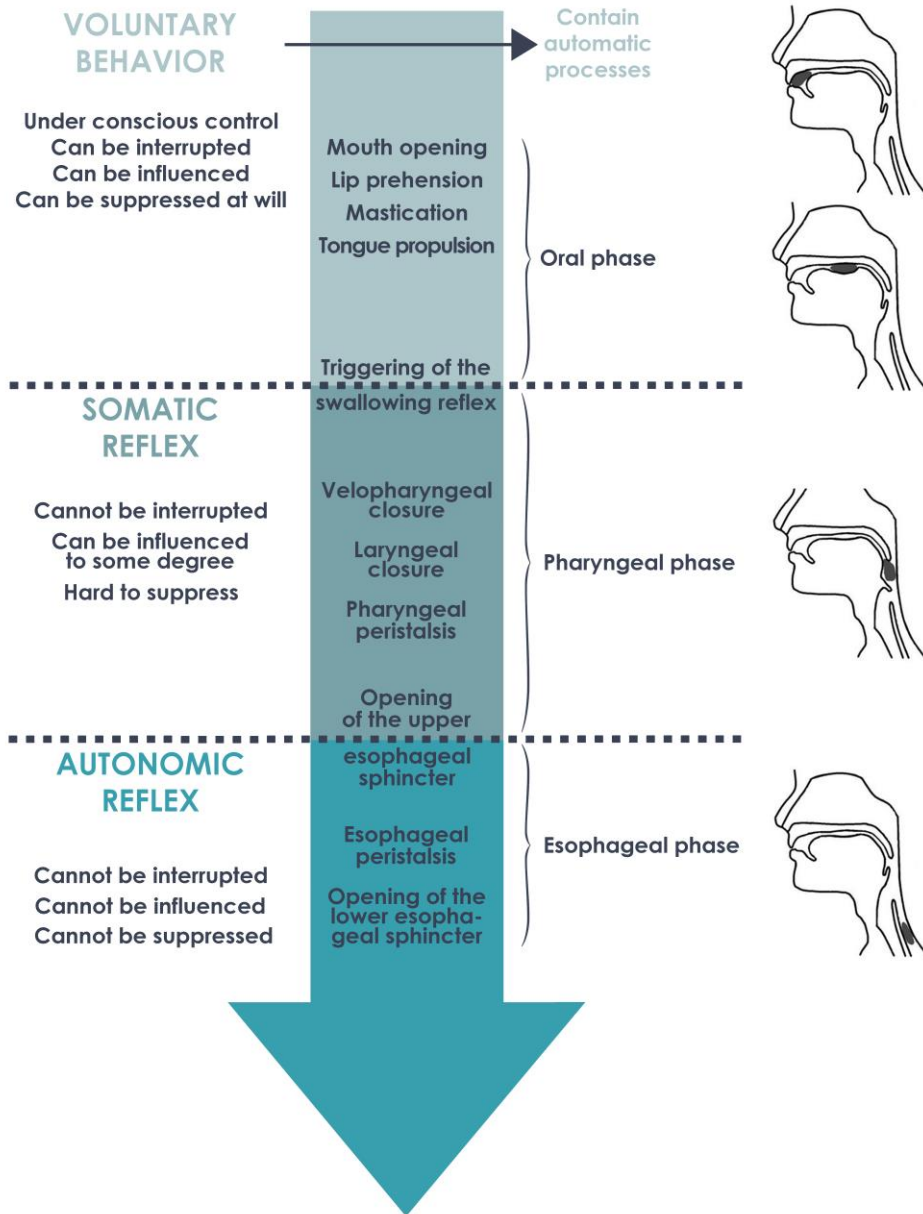 VOLUNTARY
BEHAVIOR
Contain
automatic
processes
Under conscious control
Can be interrupted
Can be influenced
Can be suppressed at will
Mouth opening
Lip prehension
Mastication
Tongue propulsion
Oral phase
Triggering of the
swallowing reflex
SOMATIC
REFLEX
Cannot be interrupted
Can be influenced
to some degree
Hard to suppress
Velopharyngeal
closure
Laryngeal
closure
Pharyngeal
peristalsis
Opening
of the upper
Pharyngeal phase
AUTONOMIC
REFLEX
esophageal
sphincter
Cannot be interrupted
Cannot be influenced
Cannot be suppressed
Esophageal
peristalsis
Opening of the
lower esopha-
geal sphincter
Esophageal phase